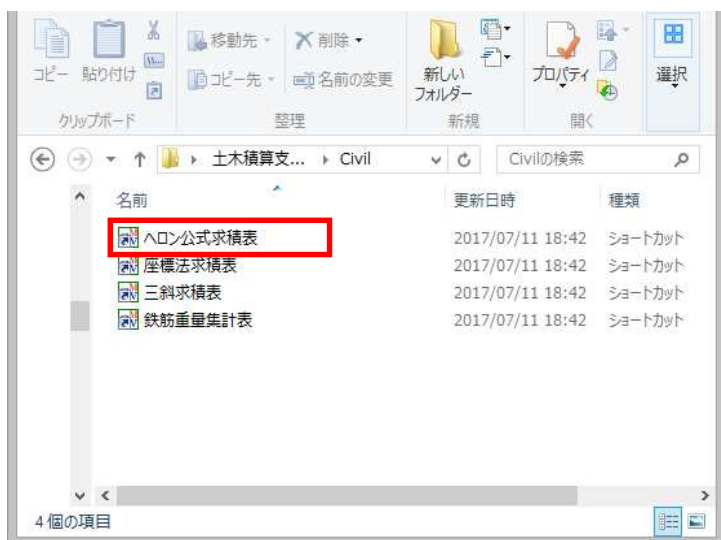 コピー 貼り付け 移動先 コピー先 削除 名前の変更 新しい フォルダー プロパティ 選択
クリップボード 整理 新規 開く
土木積算支... Civil Civilの検索
名前 更新日時 種類
ヘロン公式求積表 2017/07/11 18:42 ショートカット
座標法求積表 2017/07/11 18:42 ショートカット
三斜求積表 2017/07/11 18:42 ショートカット
鉄筋重量集計表 2017/07/11 18:42 ショートカット
4 個の項目